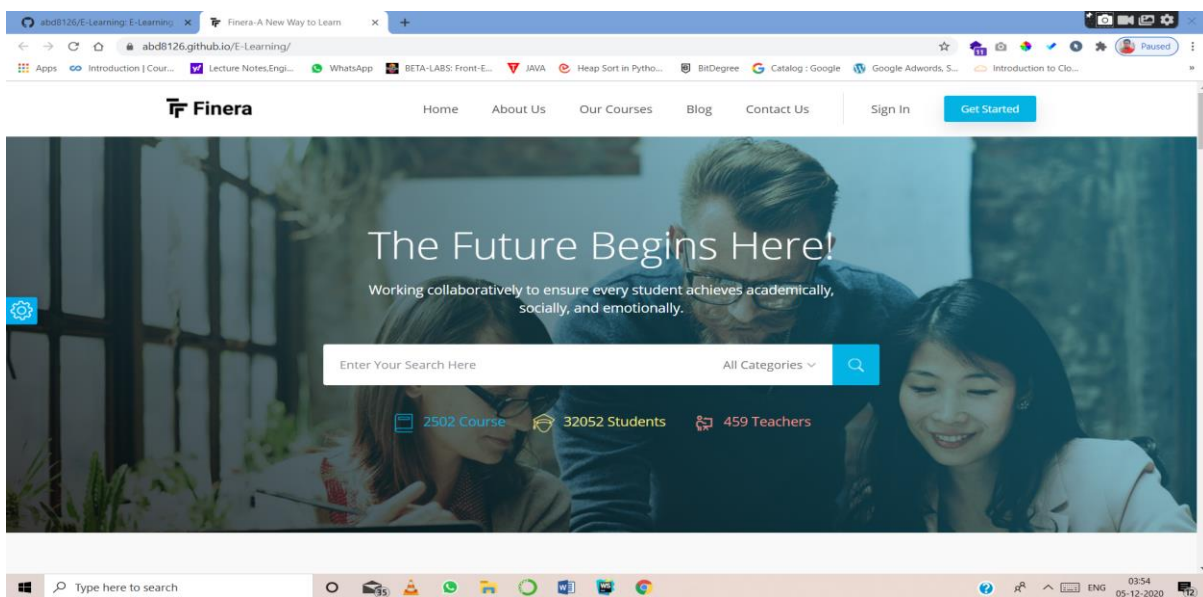 abd8126/E-Learning: E-Learning
Finera-A New Way to Learn
abd8126.github.io/E-Learning/
11
Paused
Apps
Introduction | Cour...
Lecture Notes,Engi...
WhatsApp
BETA-LABS: Front-E...
JAVA
Heap Sort in Pytho...
BitDegree
Catalog : Google
Google Adwords, S...
Introduction to Clo...
Finera
Home
About Us
Our Courses
Blog
Contact Us
Sign In
Get Started
The Future Begins Here!
Working collaboratively to ensure every student achieves academically,
socially, and emotionally.
Enter Your Search Here
All Categories
2502 Course
32052 Students
459 Teachers
Type here to search
35
ENG
03:54
05-12-2020
12